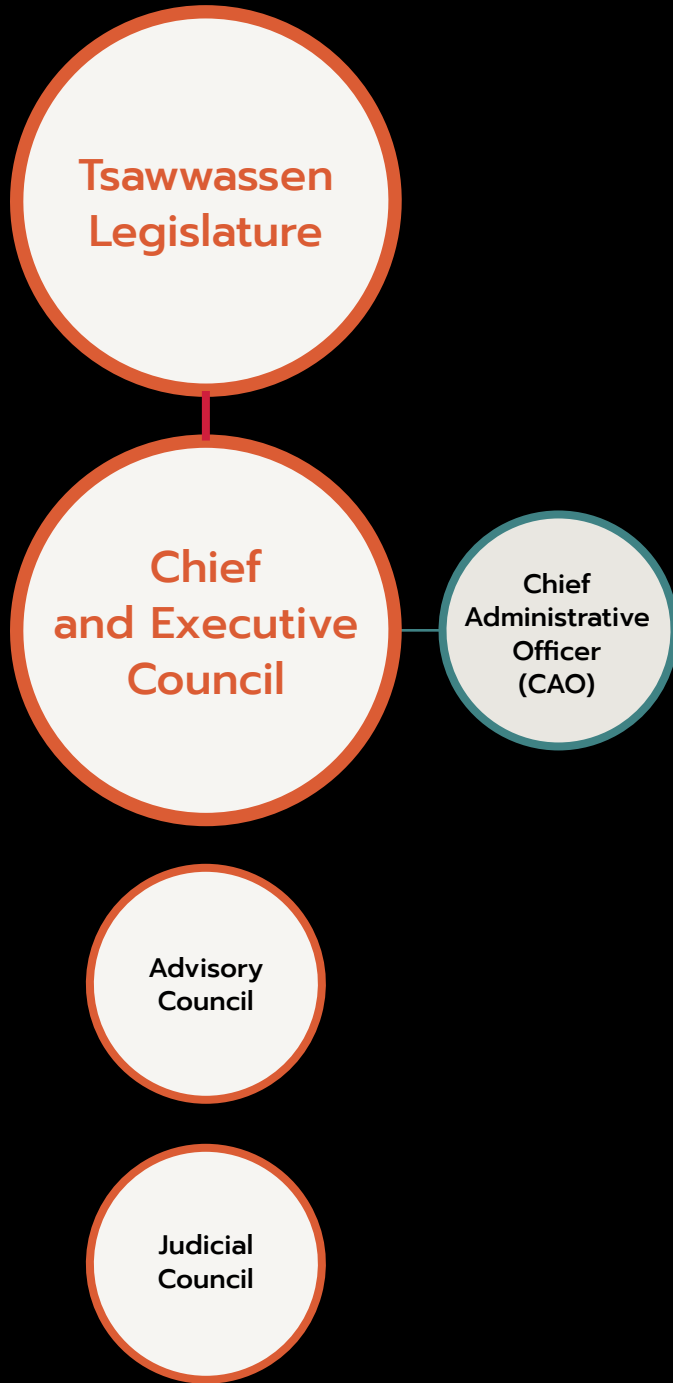 Tsawwassen
Legislature
Chief
and Executive
Council
Chief
Administrative
Officer
(CAO)
Advisory
Council
Judicial
Council